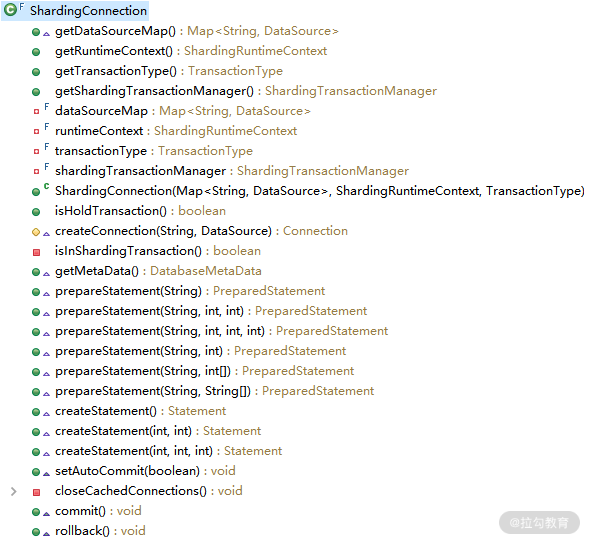 ShardingConnection
getDataSourceMap() : Map<String, DataSource>
getRuntimeContext() : ShardingRuntimeContext
getTransactionType() : TransactionType
getShardingTransactionManager() : ShardingTransactionManager
dataSourceMap : Map<String, DataSource>
runtimeContext : ShardingRuntimeContext
transactionType : TransactionType
shardingTransactionManager : ShardingTransactionManager
ShardingConnection(Map<String, DataSource>, ShardingRuntimeContext, TransactionType)
isHoldTransaction() : boolean
createConnection(String, DataSource) : Connection
isInShardingTransaction() : boolean
getMetaData() : DatabaseMetaData
prepareStatement(String) : PreparedStatement
prepareStatement(String, int, int) : PreparedStatement
prepareStatement(String, int, int, int) : PreparedStatement
prepareStatement(String, int) : PreparedStatement
prepareStatement(String, int[]) : PreparedStatement
prepareStatement(String, String[]) : PreparedStatement
createStatement() : Statement
createStatement(int, int) : Statement
createStatement(int, int, int) : Statement
setAutoCommit(boolean) : void
closeCachedConnections() : void
commit() : void
rollback() : void
@拉勾教育